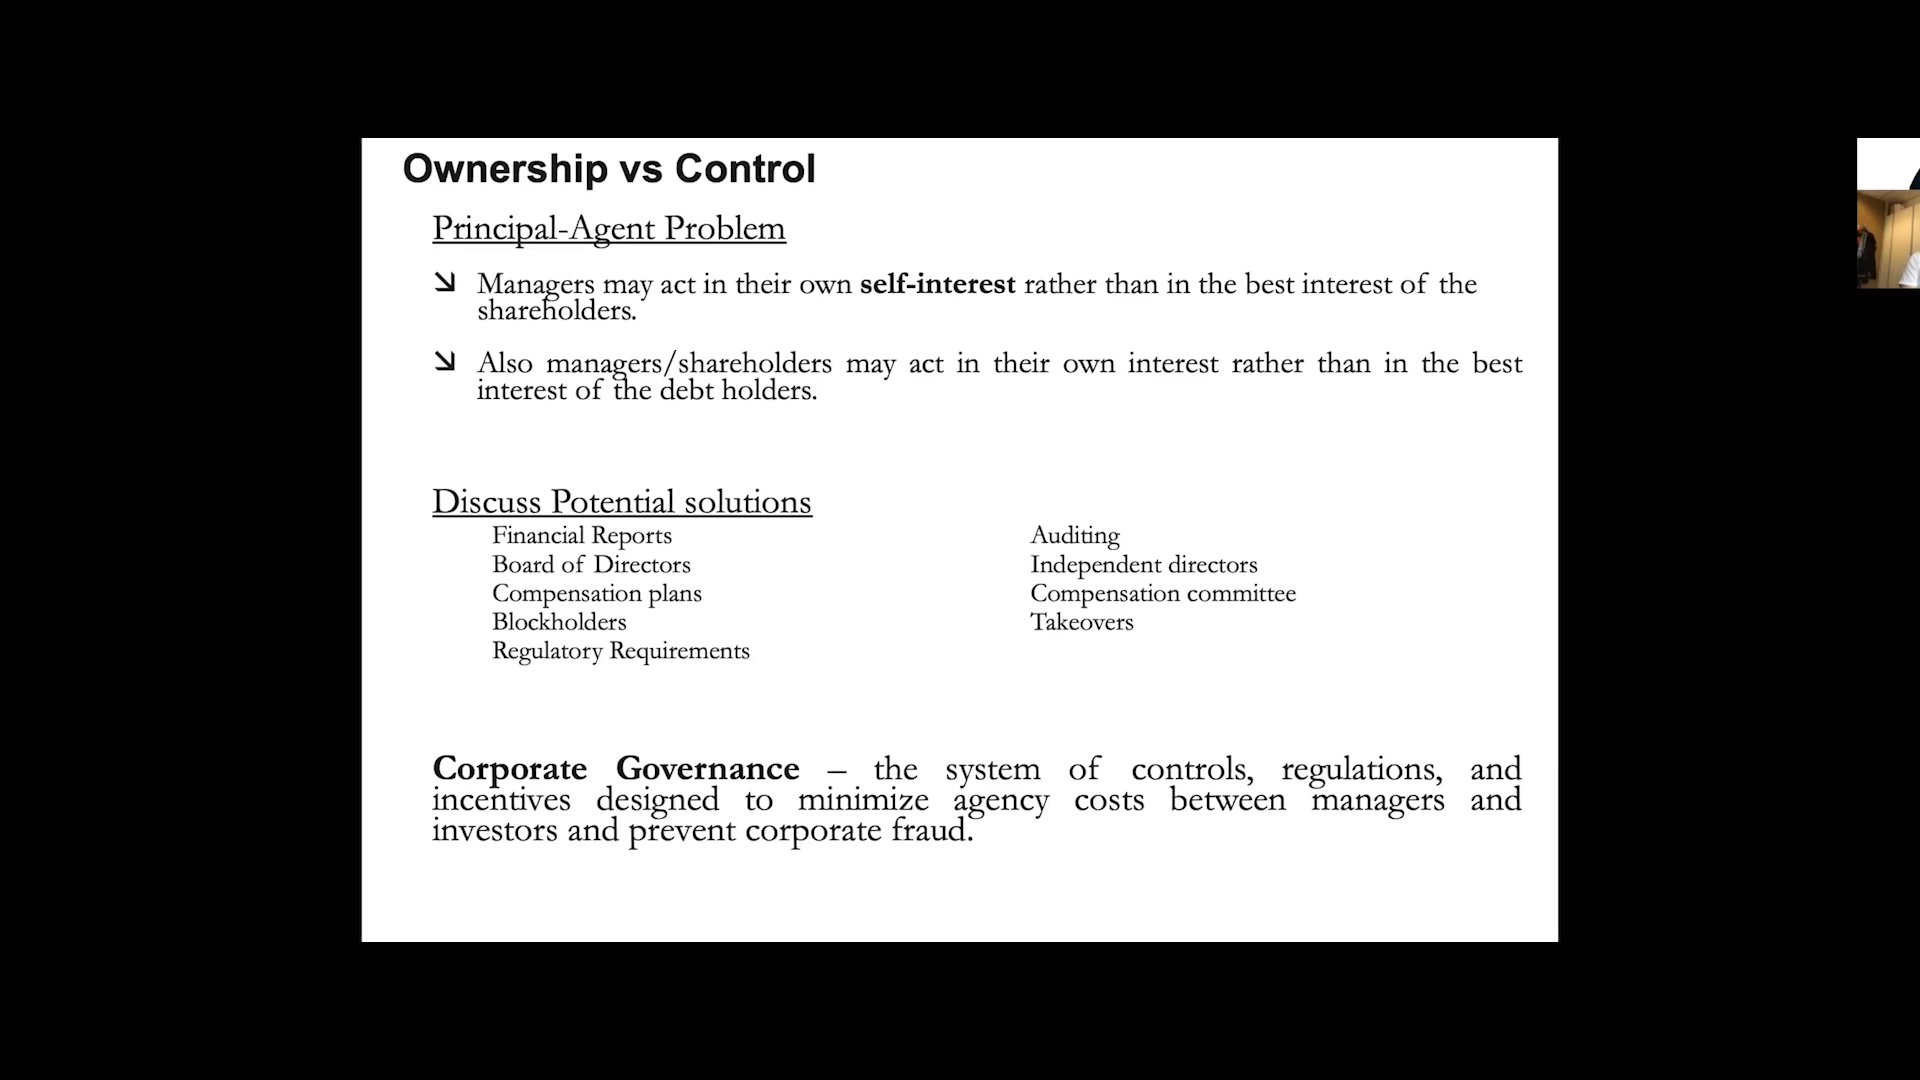 Ownership vs Control
Principal-Agent Problem
Managers may act in their own self-interest rather than in the best interest of the
shareholders.
Also managers/shareholders may act in their own interest rather than in the best
interest of the debt holders.
Discuss Potential solutions
Financial Reports
Auditing
Board of Directors
Independent directors
Compensation plans
Compensation committee
Blockholders
Takeovers
Regulatory Requirements
Corporate Governance – the system of controls, regulations, and
incentives designed to minimize agency costs between managers and
investors and prevent corporate fraud.